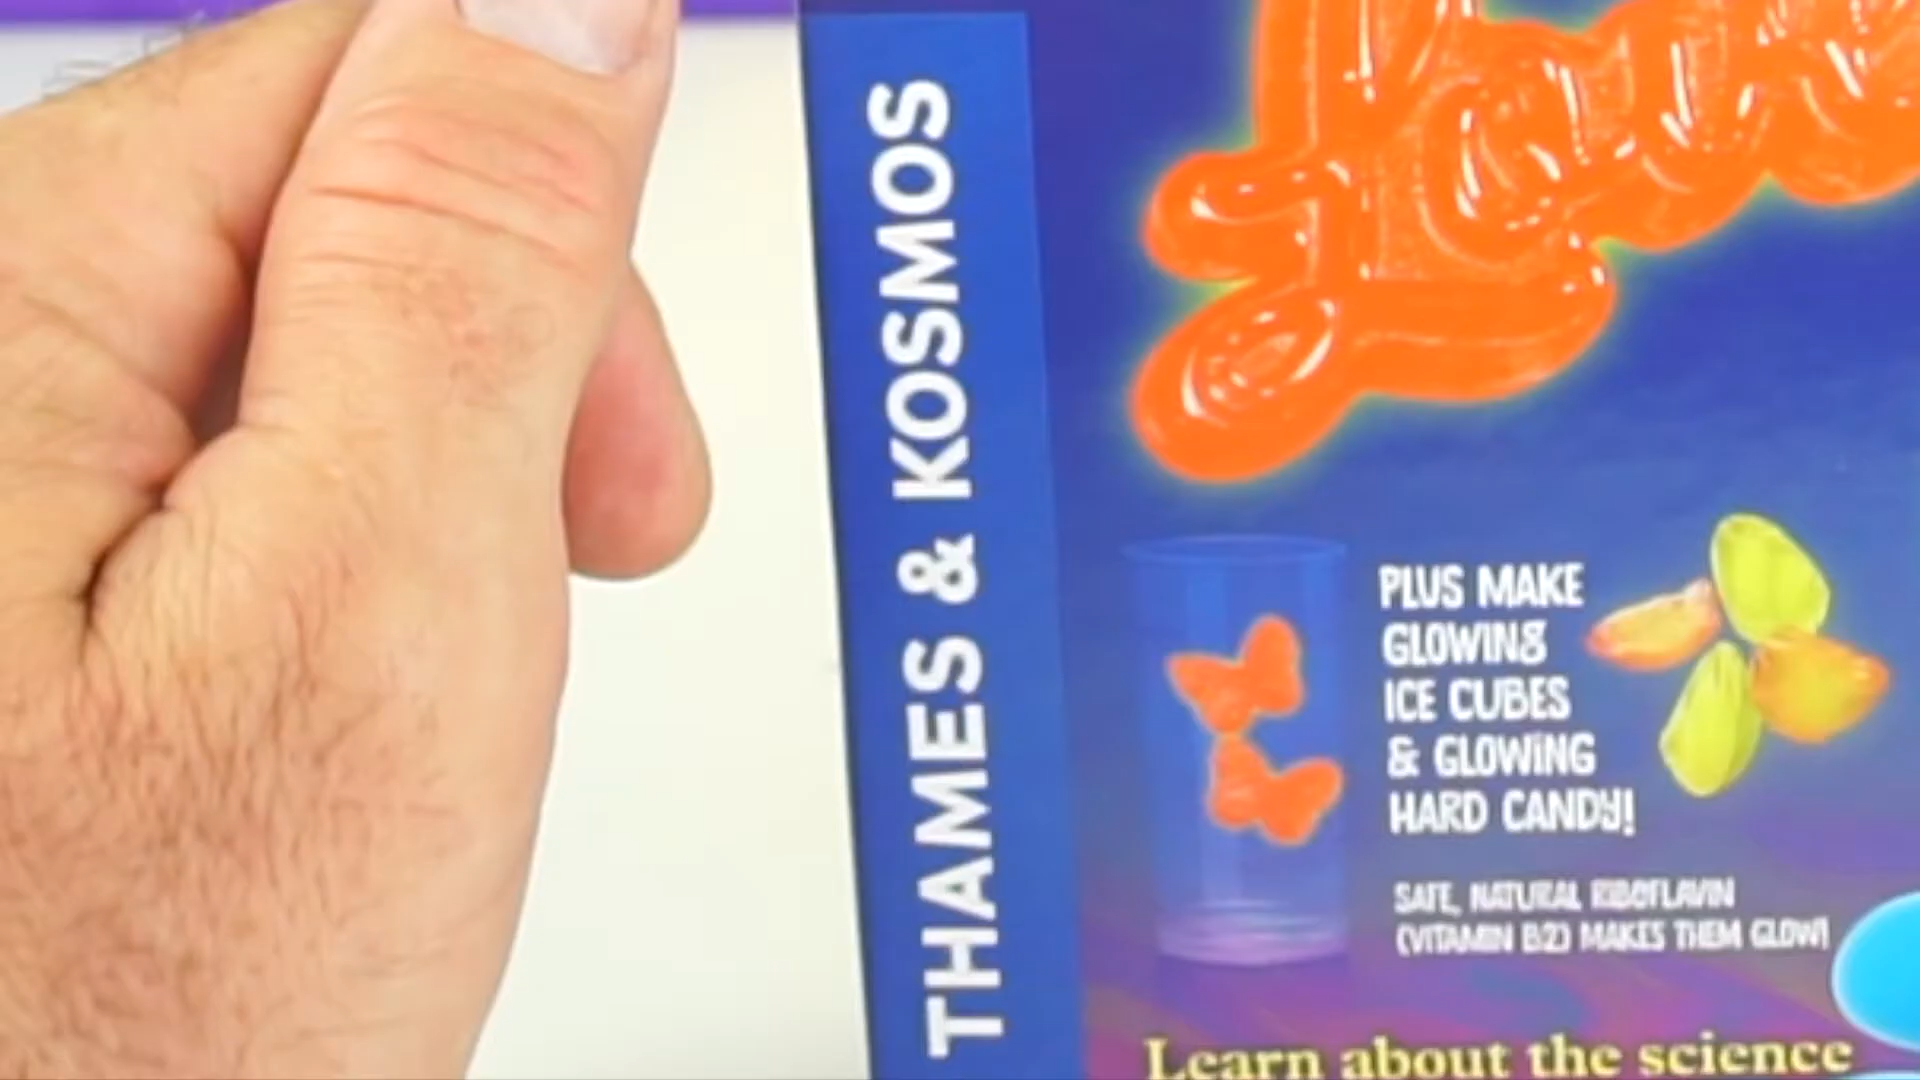 THAMES & KOSMOS
PLUS MAKE
GLOWING
ICE CUBES
& GLOWING
HARD CANDY!
SAFE, NATURAL RIBOFLAVIN
(VITAMIN B2) MAKES THEM GLOW!
Learn about the science